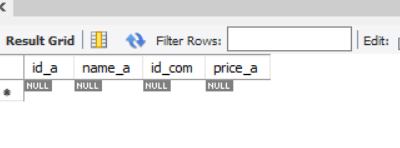 Result Grid Filter Rows: Edit:
id_a name_a id_com price_a
* NULL NULL NULL NULL